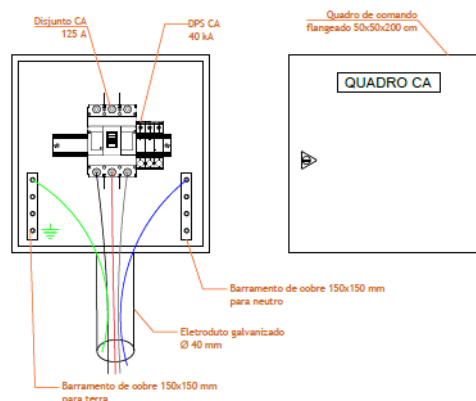 Disjunto CA
125 A
DPS CA
40 kA
Quadro de comando
flangeado 50x50x200 cm
QUADRO CA
Barramento de cobre 150x150 mm
para neutro
Eletroduto galvanizado
Ø 40 mm
Barramento de cobre 150x150 mm
para terra